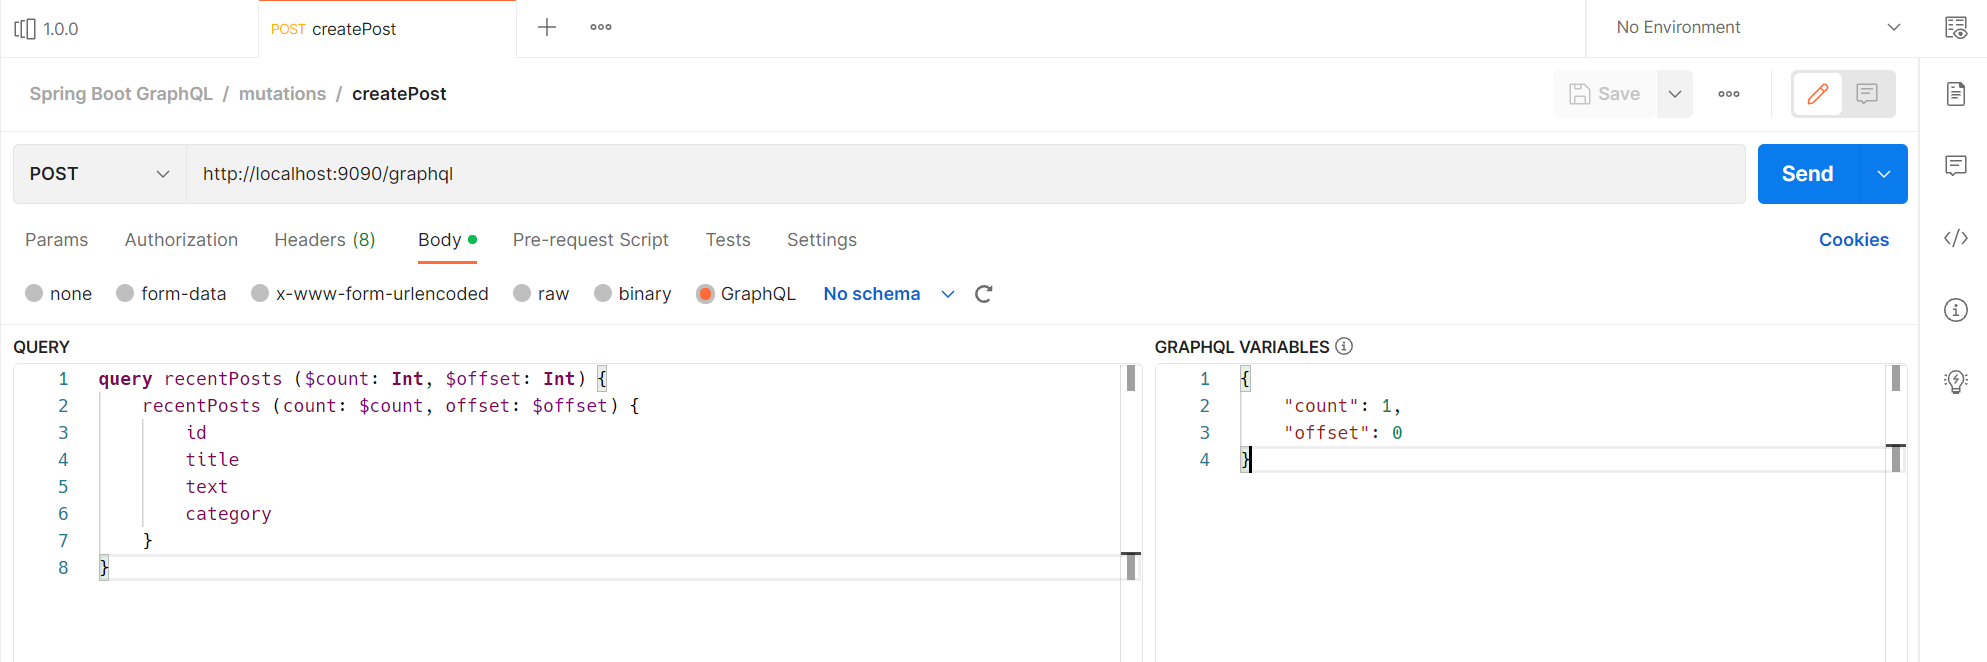 1.0.0
POST createPost
No Environment
Spring Boot GraphQL / mutations / createPost
Save
POST
http://localhost:9090/graphql
Send
Params Authorization Headers (8) Body Pre-request Script Tests Settings
Cookies
none form-data x-www-form-urlencoded raw binary GraphQL No schema
QUERY
1 query recentPosts ($count: Int, $offset: Int) {
2 recentPosts (count: $count, offset: $offset) {
3 id
4 title
5 text
6 category
7 }
8 }
GRAPHQL VARIABLES
1 {
2 "count": 1,
3 "offset": 0
4 }